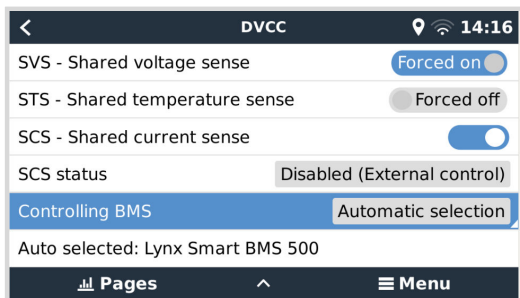 DVCC 14:16
SVS - Shared voltage sense Forced on
STS - Shared temperature sense Forced off
SCS - Shared current sense
SCS status Disabled (External control)
Controlling BMS Automatic selection
Auto selected: Lynx Smart BMS 500
Pages Menu